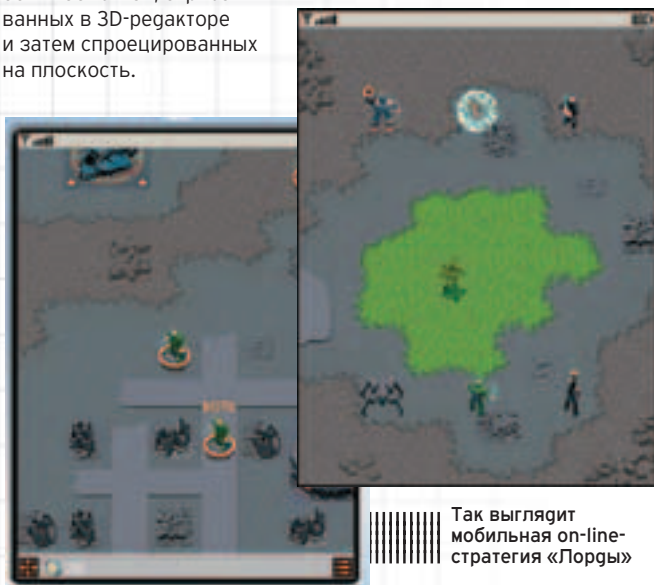 ванных в 3D-редакторе
и затем спроецированных
на плоскость.
Так выглядит
мобильная on-line-
стратегия «Лорды»